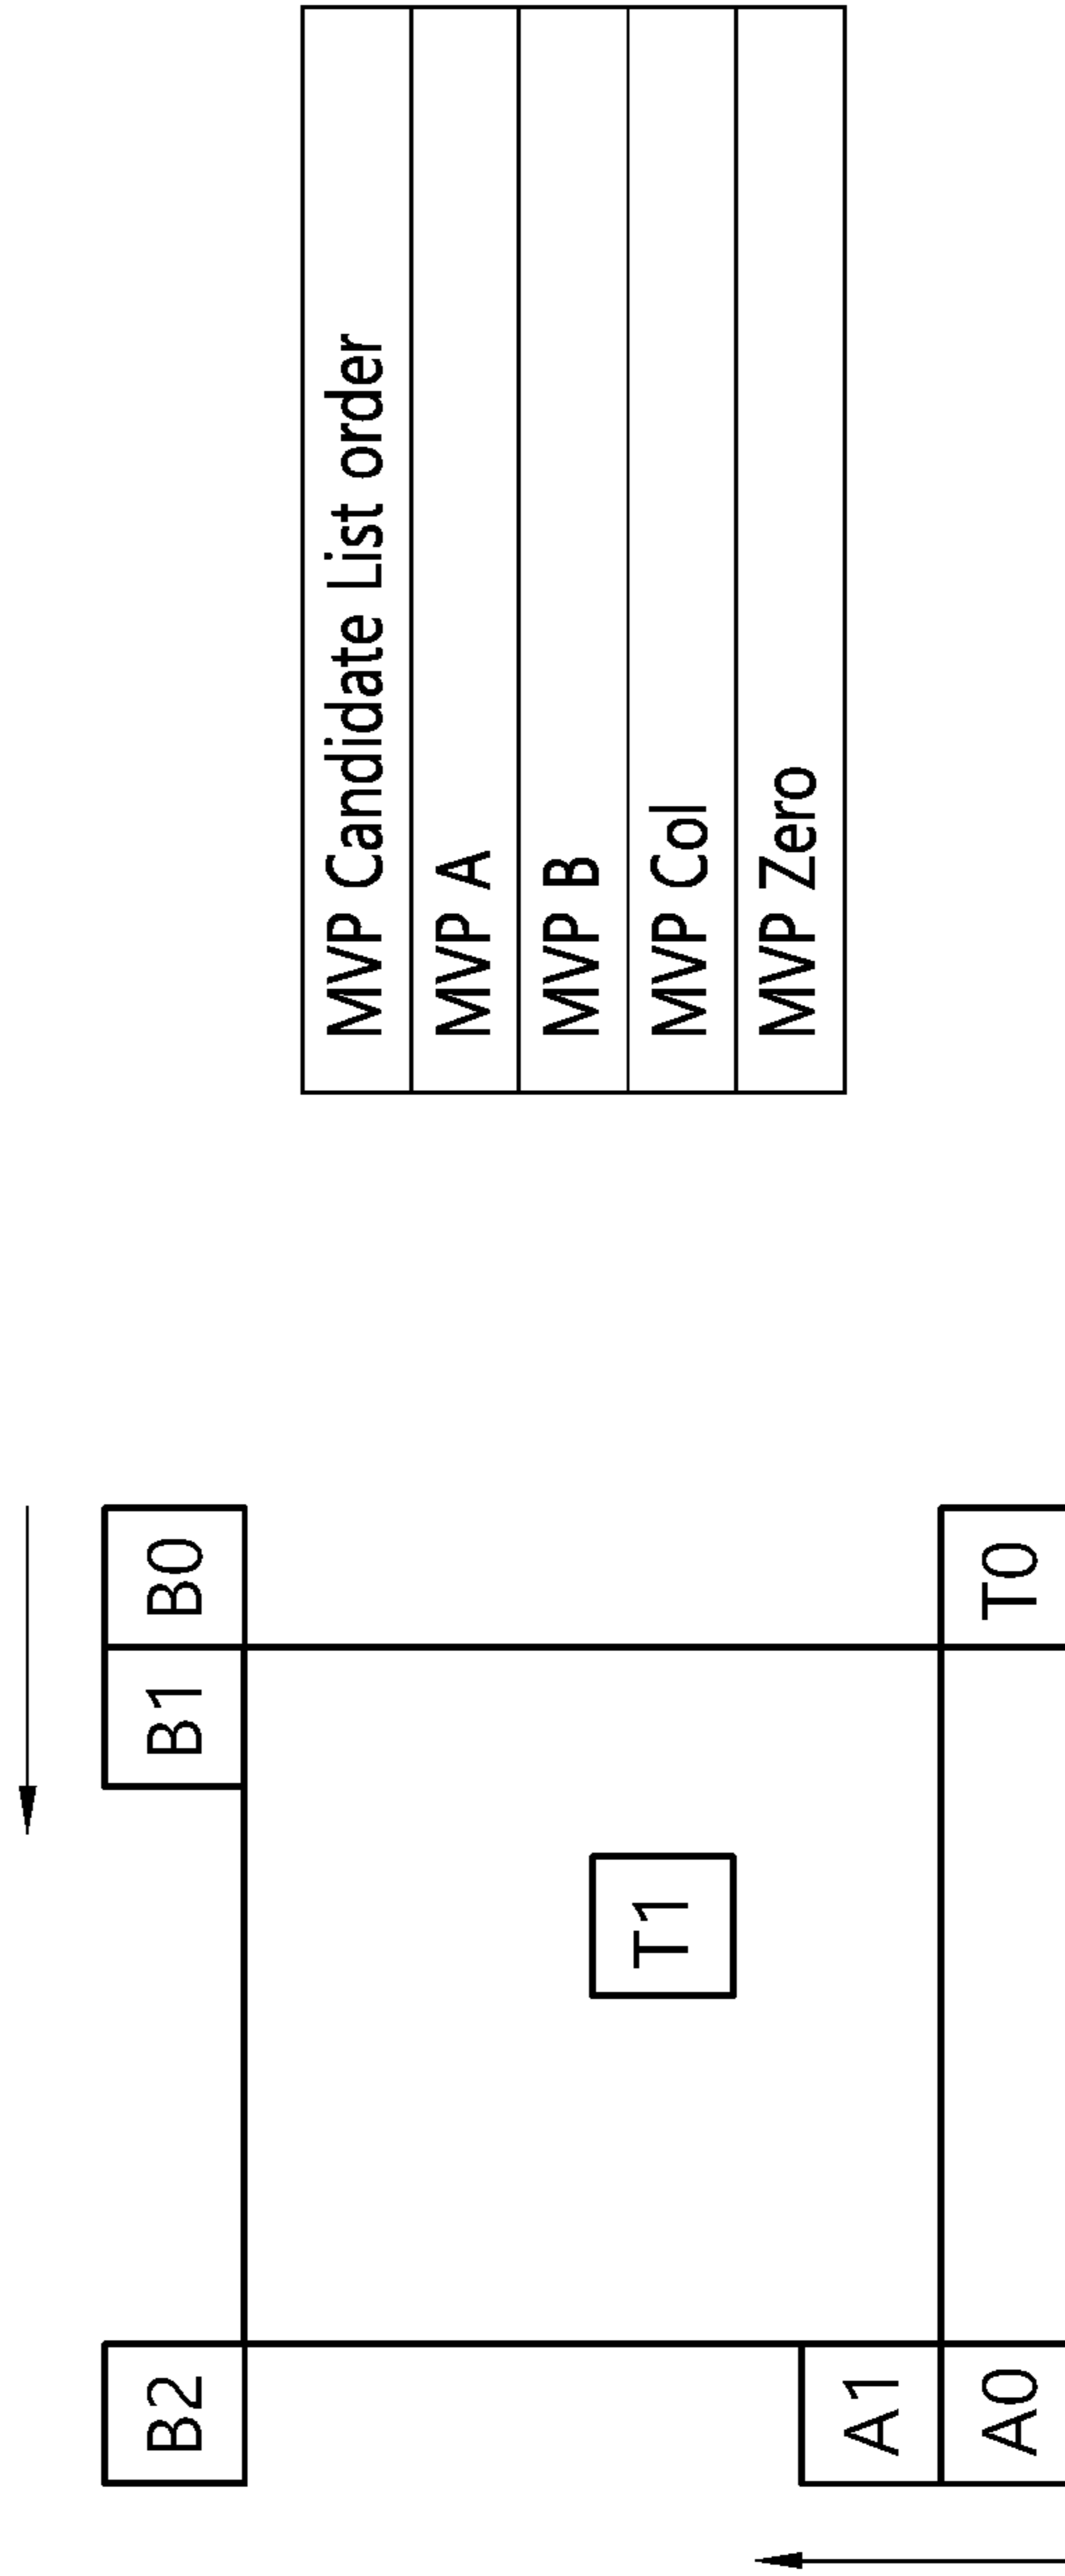 B2
B1
B0
T1
A1
A0
T0
MVP Candidate List order
MVP A
MVP B
MVP Col
MVP Zero